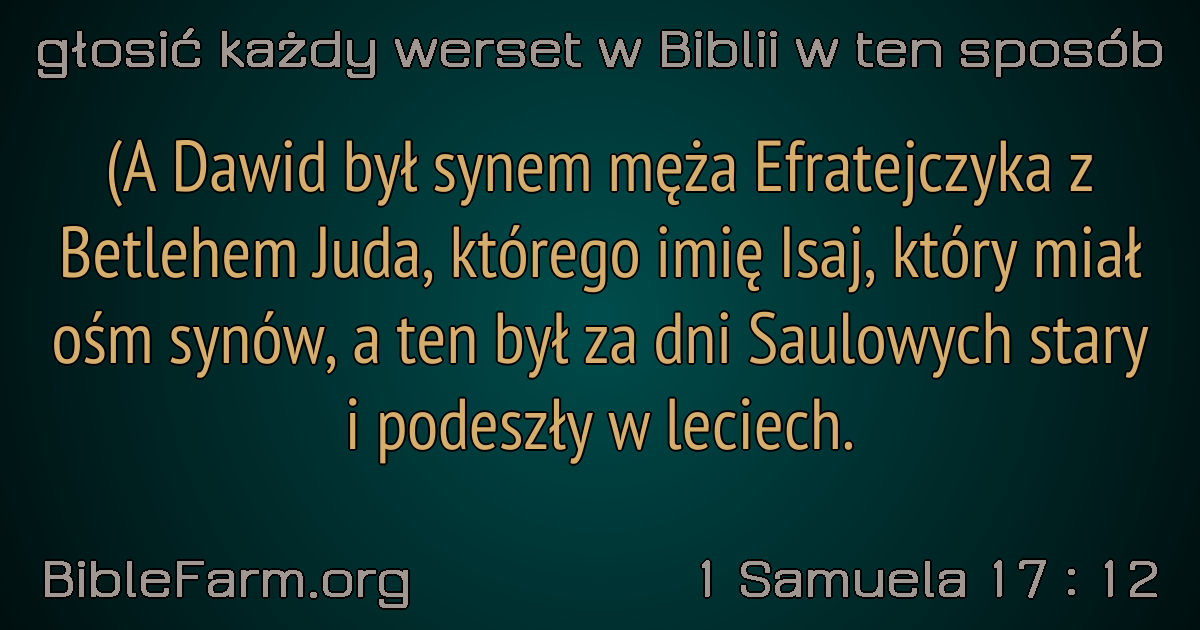 głosić każdy werset w Biblii w ten sposób
(A Dawid był synem męża Efratejczyka z
Betlehem Juda, którego imię Isaj, który miał
ośm synów, a ten był za dni Saulowych stary
i podeszły w leciech.
BibleFarm.org
1 Samuela 17 : 12